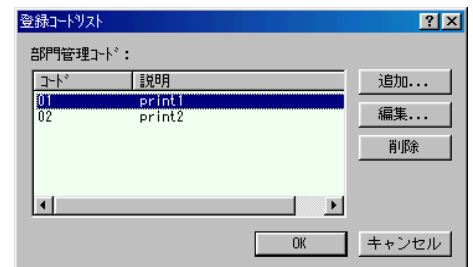 登録コードリスト
部門管理コード:
コード 説明
01 print1
02 print2
追加...
編集...
削除
OK キャンセル